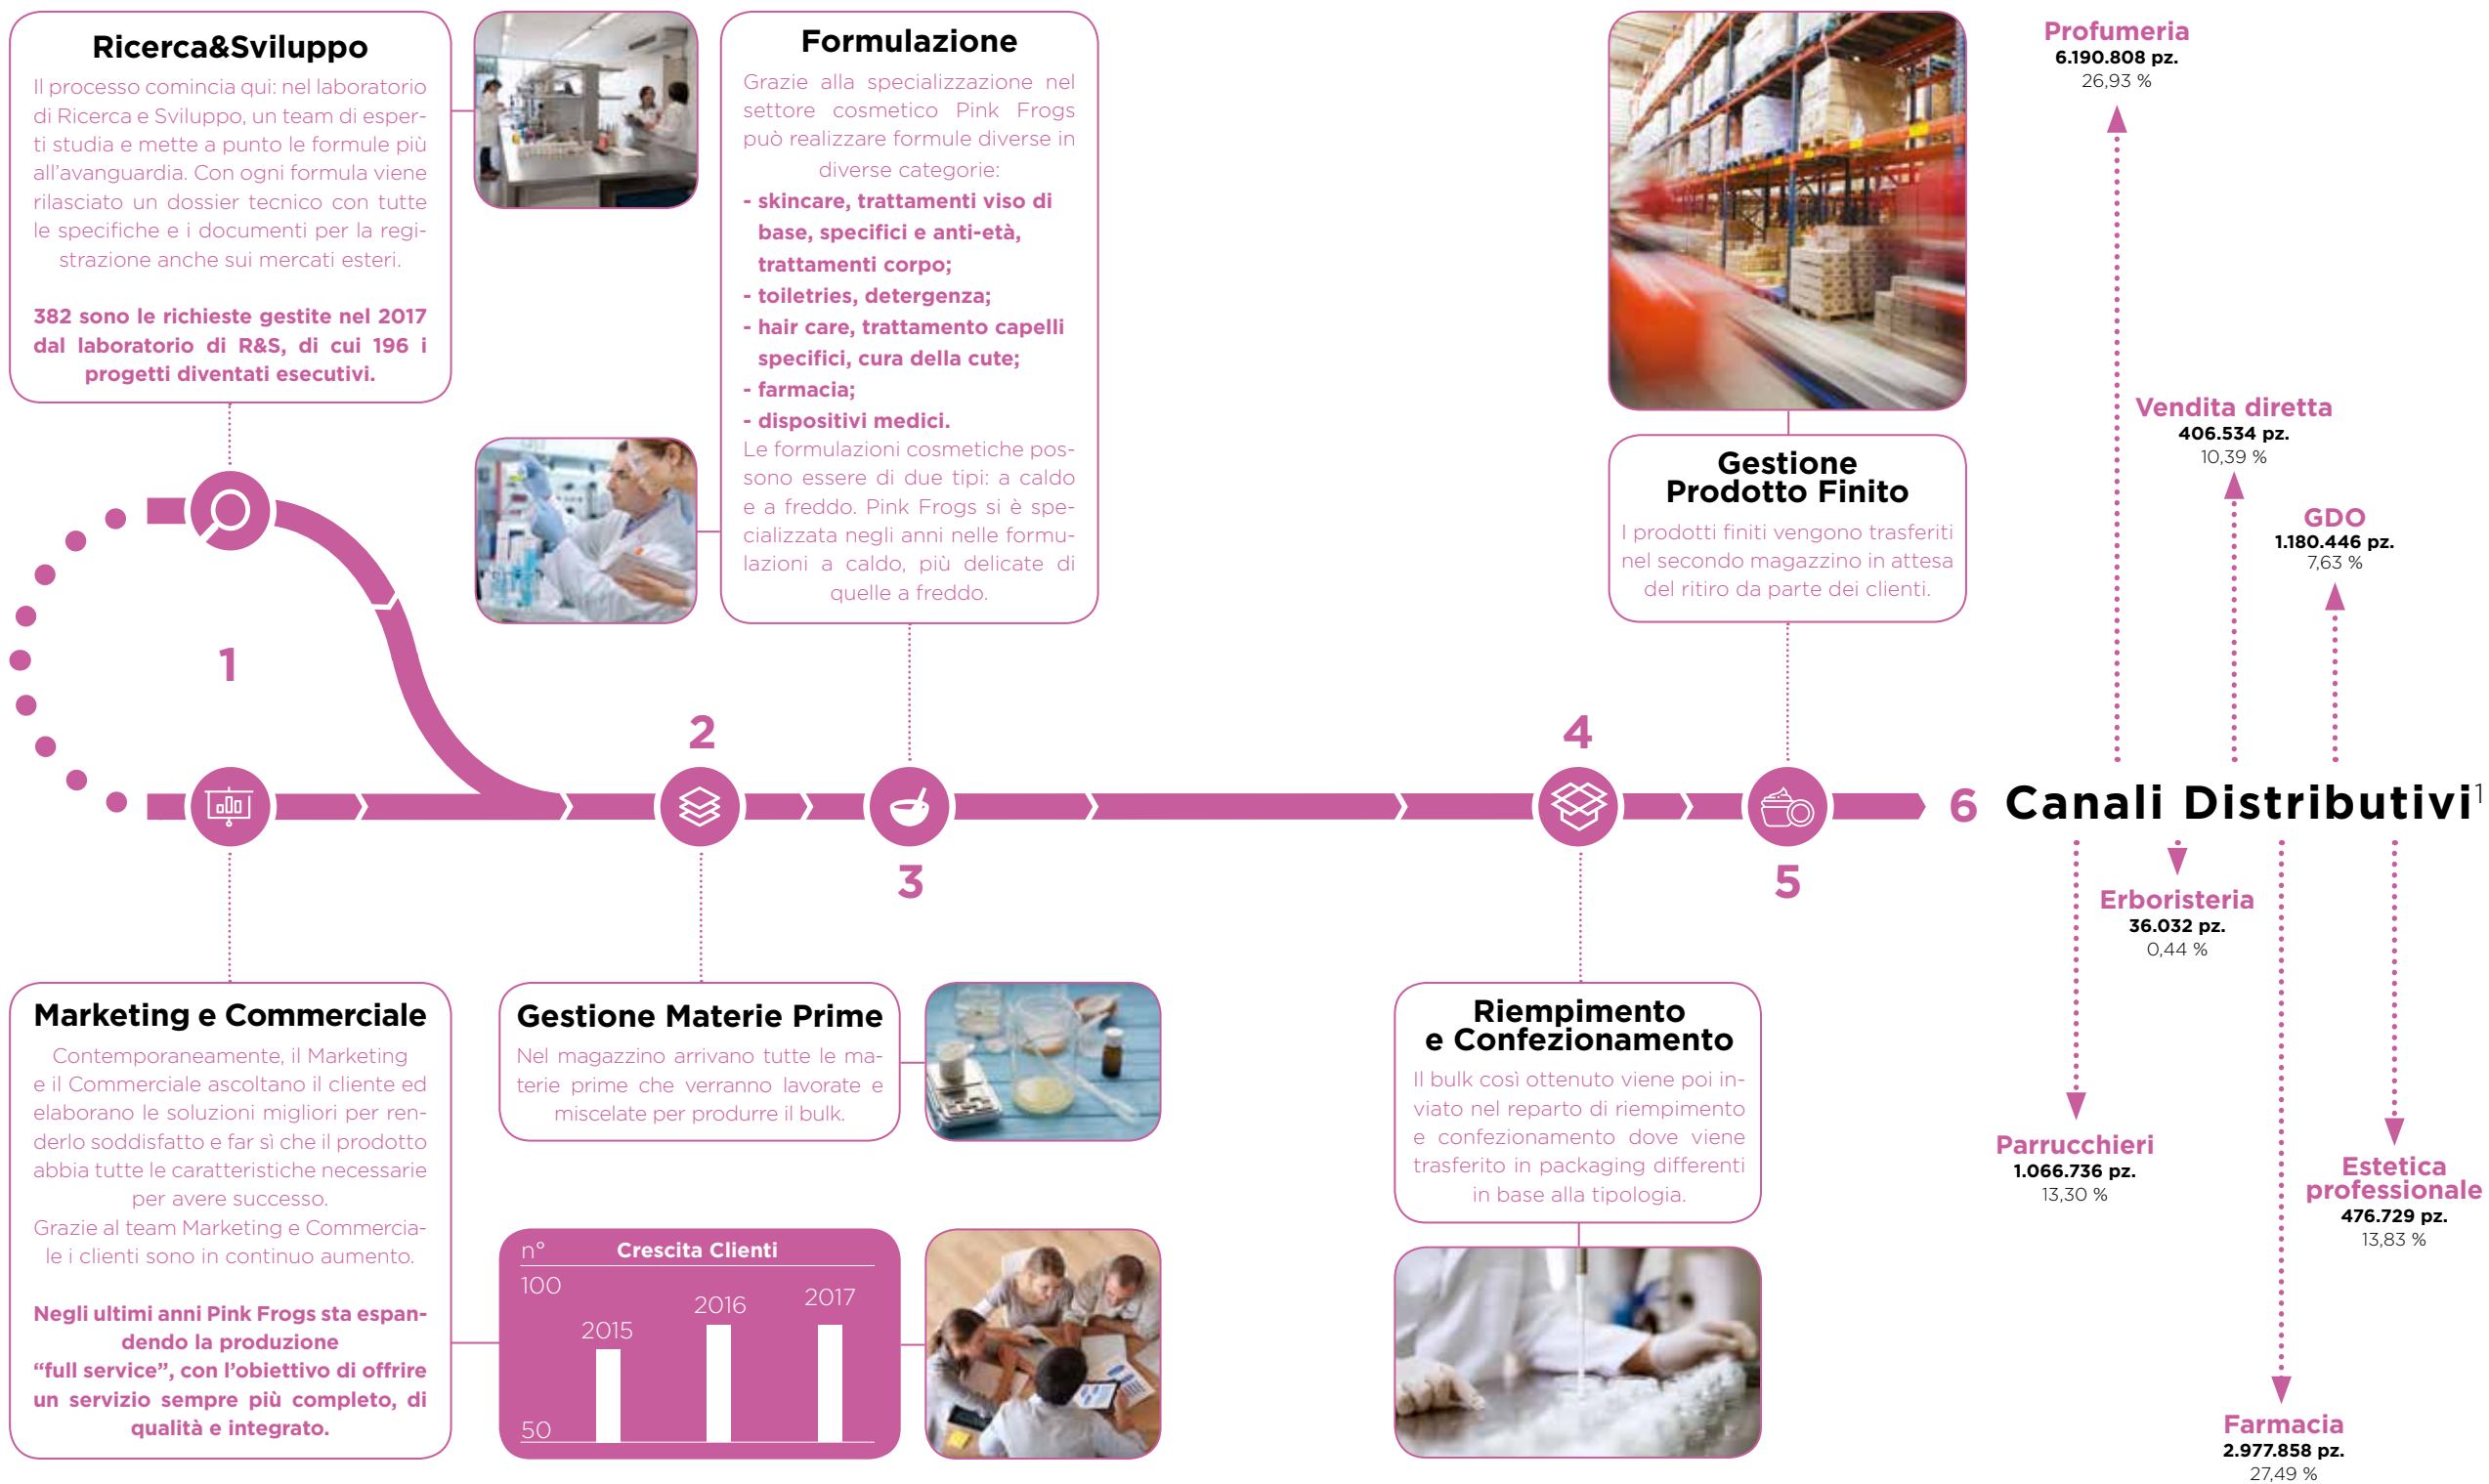 Ricerca&Sviluppo
Il processo comincia qui: nel laboratorio
di Ricerca e Sviluppo, un team di esper-
ti studia e mette a punto le formule più
all'avanguardia. Con ogni formula viene
rilasciato un dossier tecnico con tutte
le specifiche e i documenti per la regi-
strazione anche sui mercati esteri.
382 sono le richieste gestite nel 2017
dal laboratorio di R&S, di cui 196 i
progetti diventati esecutivi.
Formulazione
Grazie alla specializzazione nel
settore cosmetico Pink Frogs
può realizzare formule diverse in
diverse categorie:
- skincare, trattamenti viso di
base, specifici e anti-età,
trattamenti corpo;
- toiletries, detergenza;
- hair care, trattamento capelli
specifici, cura della cute;
- farmacia;
- dispositivi medici.
Le formulazioni cosmetiche pos-
sono essere di due tipi: a caldo
e a freddo. Pink Frogs si è spe-
cializzata negli anni nelle formu-
lazioni a caldo, più delicate di
quelle a freddo.
Gestione
Prodotto Finito
I prodotti finiti vengono trasferiti
nel secondo magazzino in attesa
del ritiro da parte dei clienti.
Profumeria
6.190.808 pz.
26,93 %
Vendita diretta
406.534 pz.
10,39 %
GDO
1.180.446 pz.
7,63 %
1
2
3
4
5
6 Canali Distributivi1
Marketing e Commerciale
Contemporaneamente, il Marketing
e il Commerciale ascoltano il cliente ed
elaborano le soluzioni migliori per ren-
derlo soddisfatto e far sì che il prodotto
abbia tutte le caratteristiche necessarie
per avere successo.
Grazie al team Marketing e Commercia-
le i clienti sono in continuo aumento.
Negli ultimi anni Pink Frogs sta espan-
dendo la produzione
“full service”, con l'obiettivo di offrire
un servizio sempre più completo, di
qualità e integrato.
Gestione Materie Prime
Nel magazzino arrivano tutte le ma-
terie prime che verranno lavorate e
miscelate per produrre il bulk.
n° Crescita Clienti
100
2015
2016
2017
50
Riempimento
e Confezionamento
Il bulk così ottenuto viene poi in-
viato nel reparto di riempimento
e confezionamento dove viene
trasferito in packaging differenti
in base alla tipologia.
Erboristeria
36.032 pz.
0,44 %
Parrucchieri
1.066.736 pz.
13,30 %
Estetica
professionale
476.729 pz.
13,83 %
Farmacia
2.977.858 pz.
27,49 %